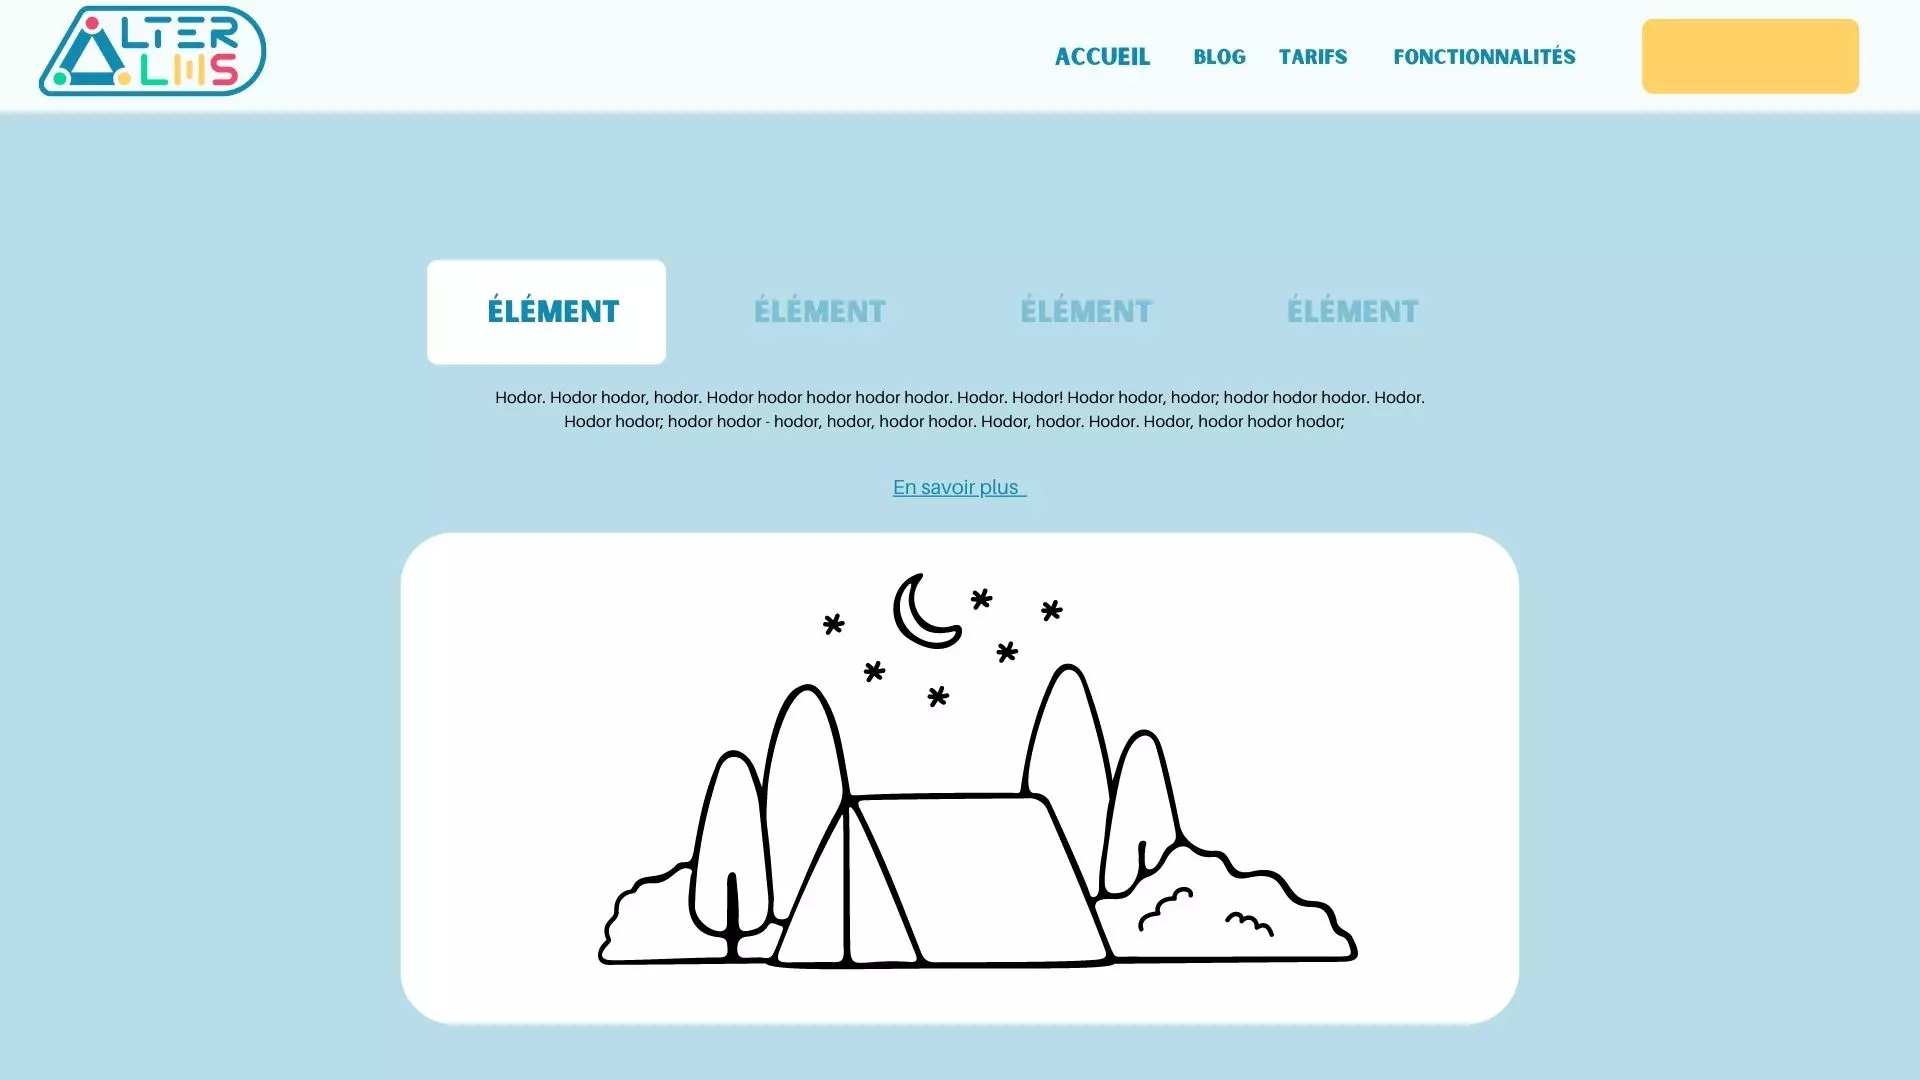 ALTER
LMS
ACCUEIL BLOG TARIFS FONCTIONNALITÉS
ÉLÉMENT ÉLÉMENT ÉLÉMENT ÉLÉMENT
Hodor. Hodor hodor, hodor. Hodor hodor hodor hodor hodor. Hodor. Hodor! Hodor hodor, hodor; hodor hodor hodor. Hodor.
Hodor hodor; hodor hodor - hodor, hodor, hodor hodor. Hodor, hodor. Hodor. Hodor, hodor hodor hodor;
En savoir plus